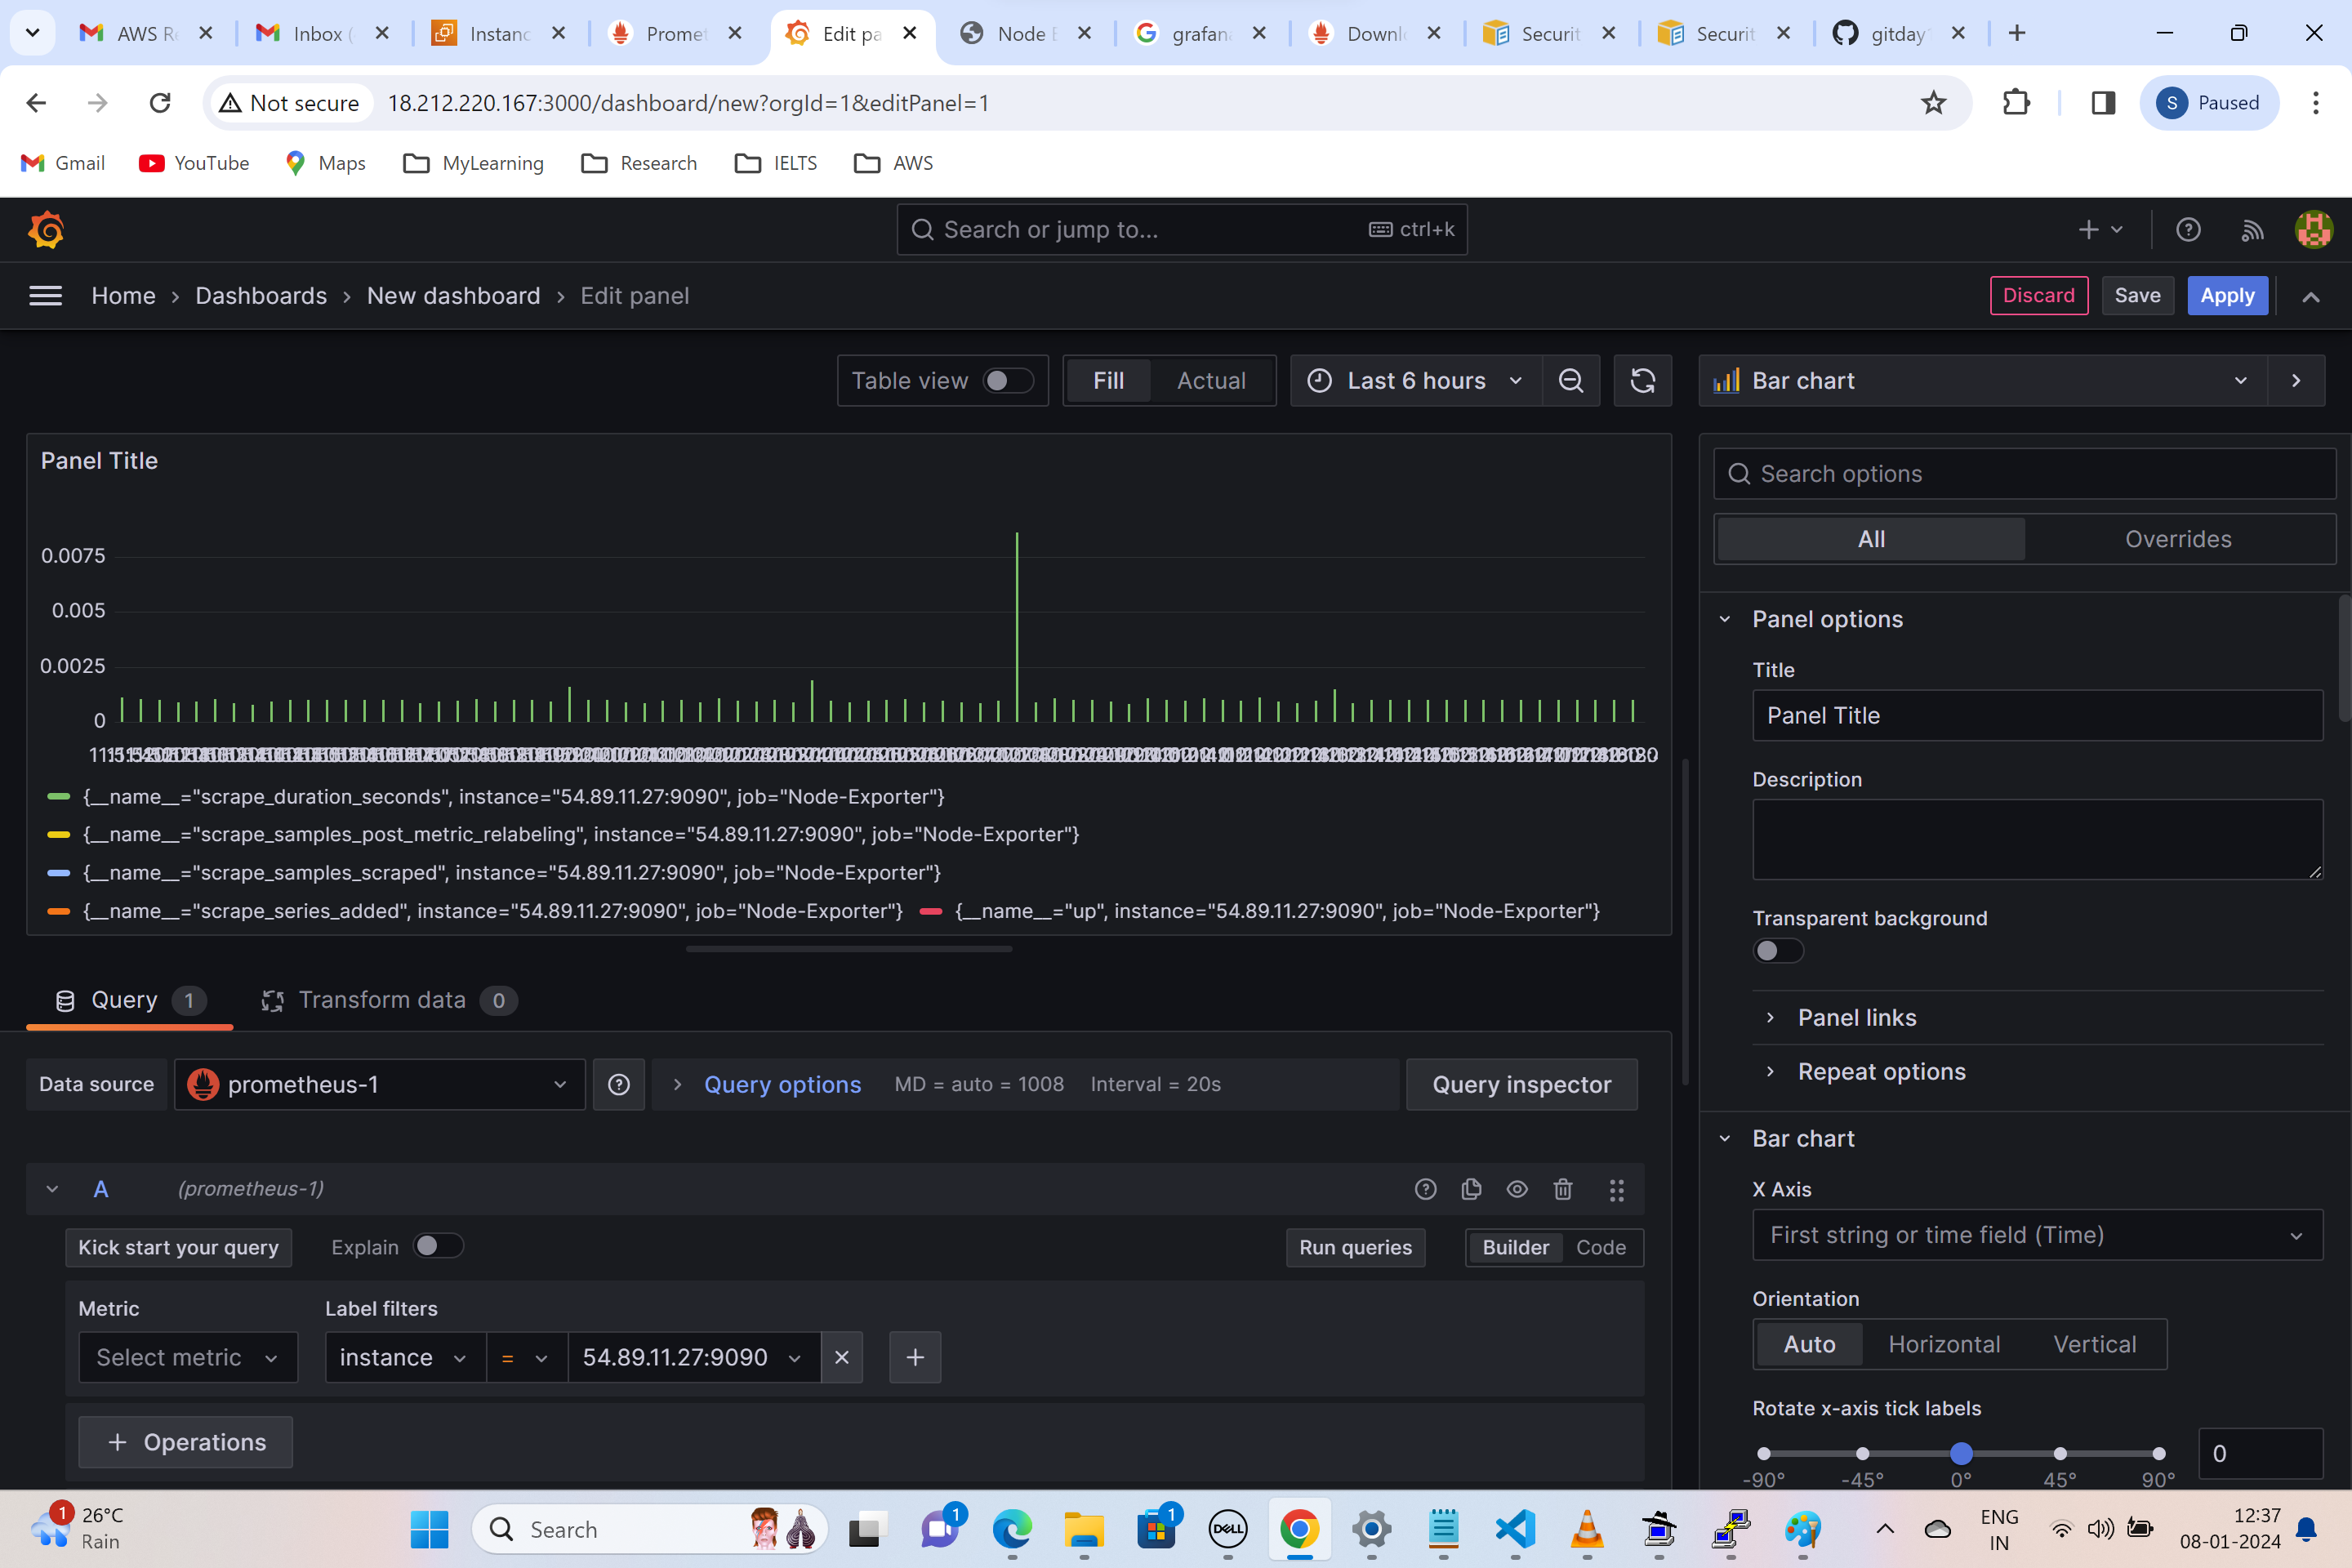 AWS Re
Inbox (
Instanc
Promet
Edit pa
Node E
grafana
Downl
Securit
Securit
gitday
Not secure
18.212.220.167:3000/dashboard/new?orgId=1&editPanel=1
S
Paused
Gmail
YouTube
Maps
MyLearning
Research
IELTS
AWS
Search or jump to...
ctrl+k
Home › Dashboards › New dashboard › Edit panel
Discard
Save
Apply
Table view
Fill
Actual
Last 6 hours
Bar chart
Panel Title
0.0075
0.005
0.0025
0
{__name__="scrape_duration_seconds", instance="54.89.11.27:9090", job="Node-Exporter"}
{__name__="scrape_samples_post_metric_relabeling", instance="54.89.11.27:9090", job="Node-Exporter"}
{__name__="scrape_samples_scraped", instance="54.89.11.27:9090", job="Node-Exporter"}
{__name__="scrape_series_added", instance="54.89.11.27:9090", job="Node-Exporter"} {__name__="up", instance="54.89.11.27:9090", job="Node-Exporter"}
Query 1
Transform data 0
Data source
prometheus-1
Query options
MD = auto = 1008
Interval = 20s
Query inspector
A
(prometheus-1)
Kick start your query
Explain
Run queries
Builder
Code
Metric
Label filters
Select metric
instance
=
54.89.11.27:9090
+ Operations
Search options
All
Overrides
Panel options
Title
Panel Title
Description
Transparent background
Panel links
Repeat options
Bar chart
X Axis
First string or time field (Time)
Orientation
Auto
Horizontal
Vertical
Rotate x-axis tick labels
0
-90°
-45°
0°
45°
90°
1
26°C
Rain
Search
1
1
DELL
ENG
IN
12:37
08-01-2024